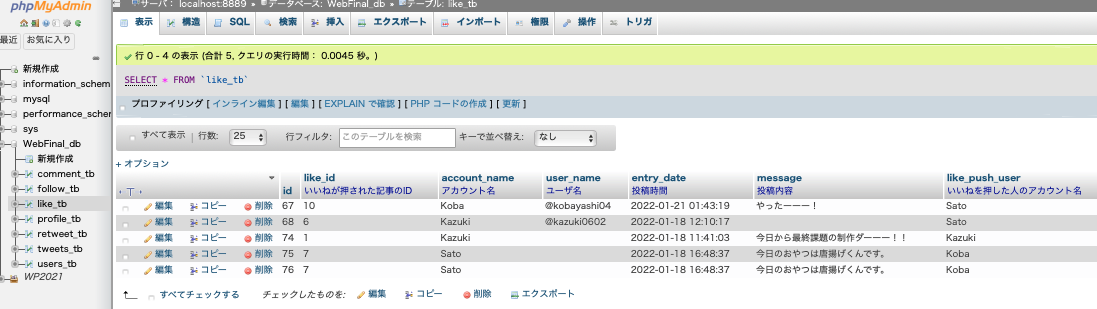 phpMyAdmin
最近 お気に入り
新規作成
information_schem
mysql
performance_schem
sys
WebFinal_db
新規作成
comment_tb
follow_tb
like_tb
profile_tb
retweet_tb
tweets_tb
users_tb
WP2021
サーバ: localhost:8889 » データベース: WebFinal_db » テーブル: like_tb
表示 構造 SQL 検索 挿入 エクスポート インポート 権限 操作 トリガ
行 0 - 4 の表示 (合計 5, クエリの実行時間： 0.0045 秒。)
SELECT * FROM `like_tb`
プロファイリング [ インライン編集 ] [ 編集 ] [ EXPLAIN で確認 ] [ PHP コードの作成 ] [ 更新 ]
すべて表示 | 行数: 25 行フィルタ: このテーブルを検索 キーで並べ替え: なし
+ オプション
id like_id account_name user_name entry_date message like_push_user
いいねが押された記事のID アカウント名 ユーザ名 投稿時間 投稿内容 いいねを押した人のアカウント名
編集 コピー 削除 67 10 Koba @kobayashi04 2022-01-21 01:43:19 やったーーー！ Sato
編集 コピー 削除 68 6 Kazuki @kazuki0602 2022-01-18 12:10:17 Sato
編集 コピー 削除 74 1 Kazuki 2022-01-18 11:41:03 今日から最終課題の制作ダーーー！！ Kazuki
編集 コピー 削除 75 7 Sato 2022-01-18 16:48:37 今日のおやつは唐揚げくんです。 Koba
編集 コピー 削除 76 7 Sato 2022-01-18 16:48:37 今日のおやつは唐揚げくんです。 Koba
すべてチェックする チェックしたものを: 編集 コピー 削除 エクスポート